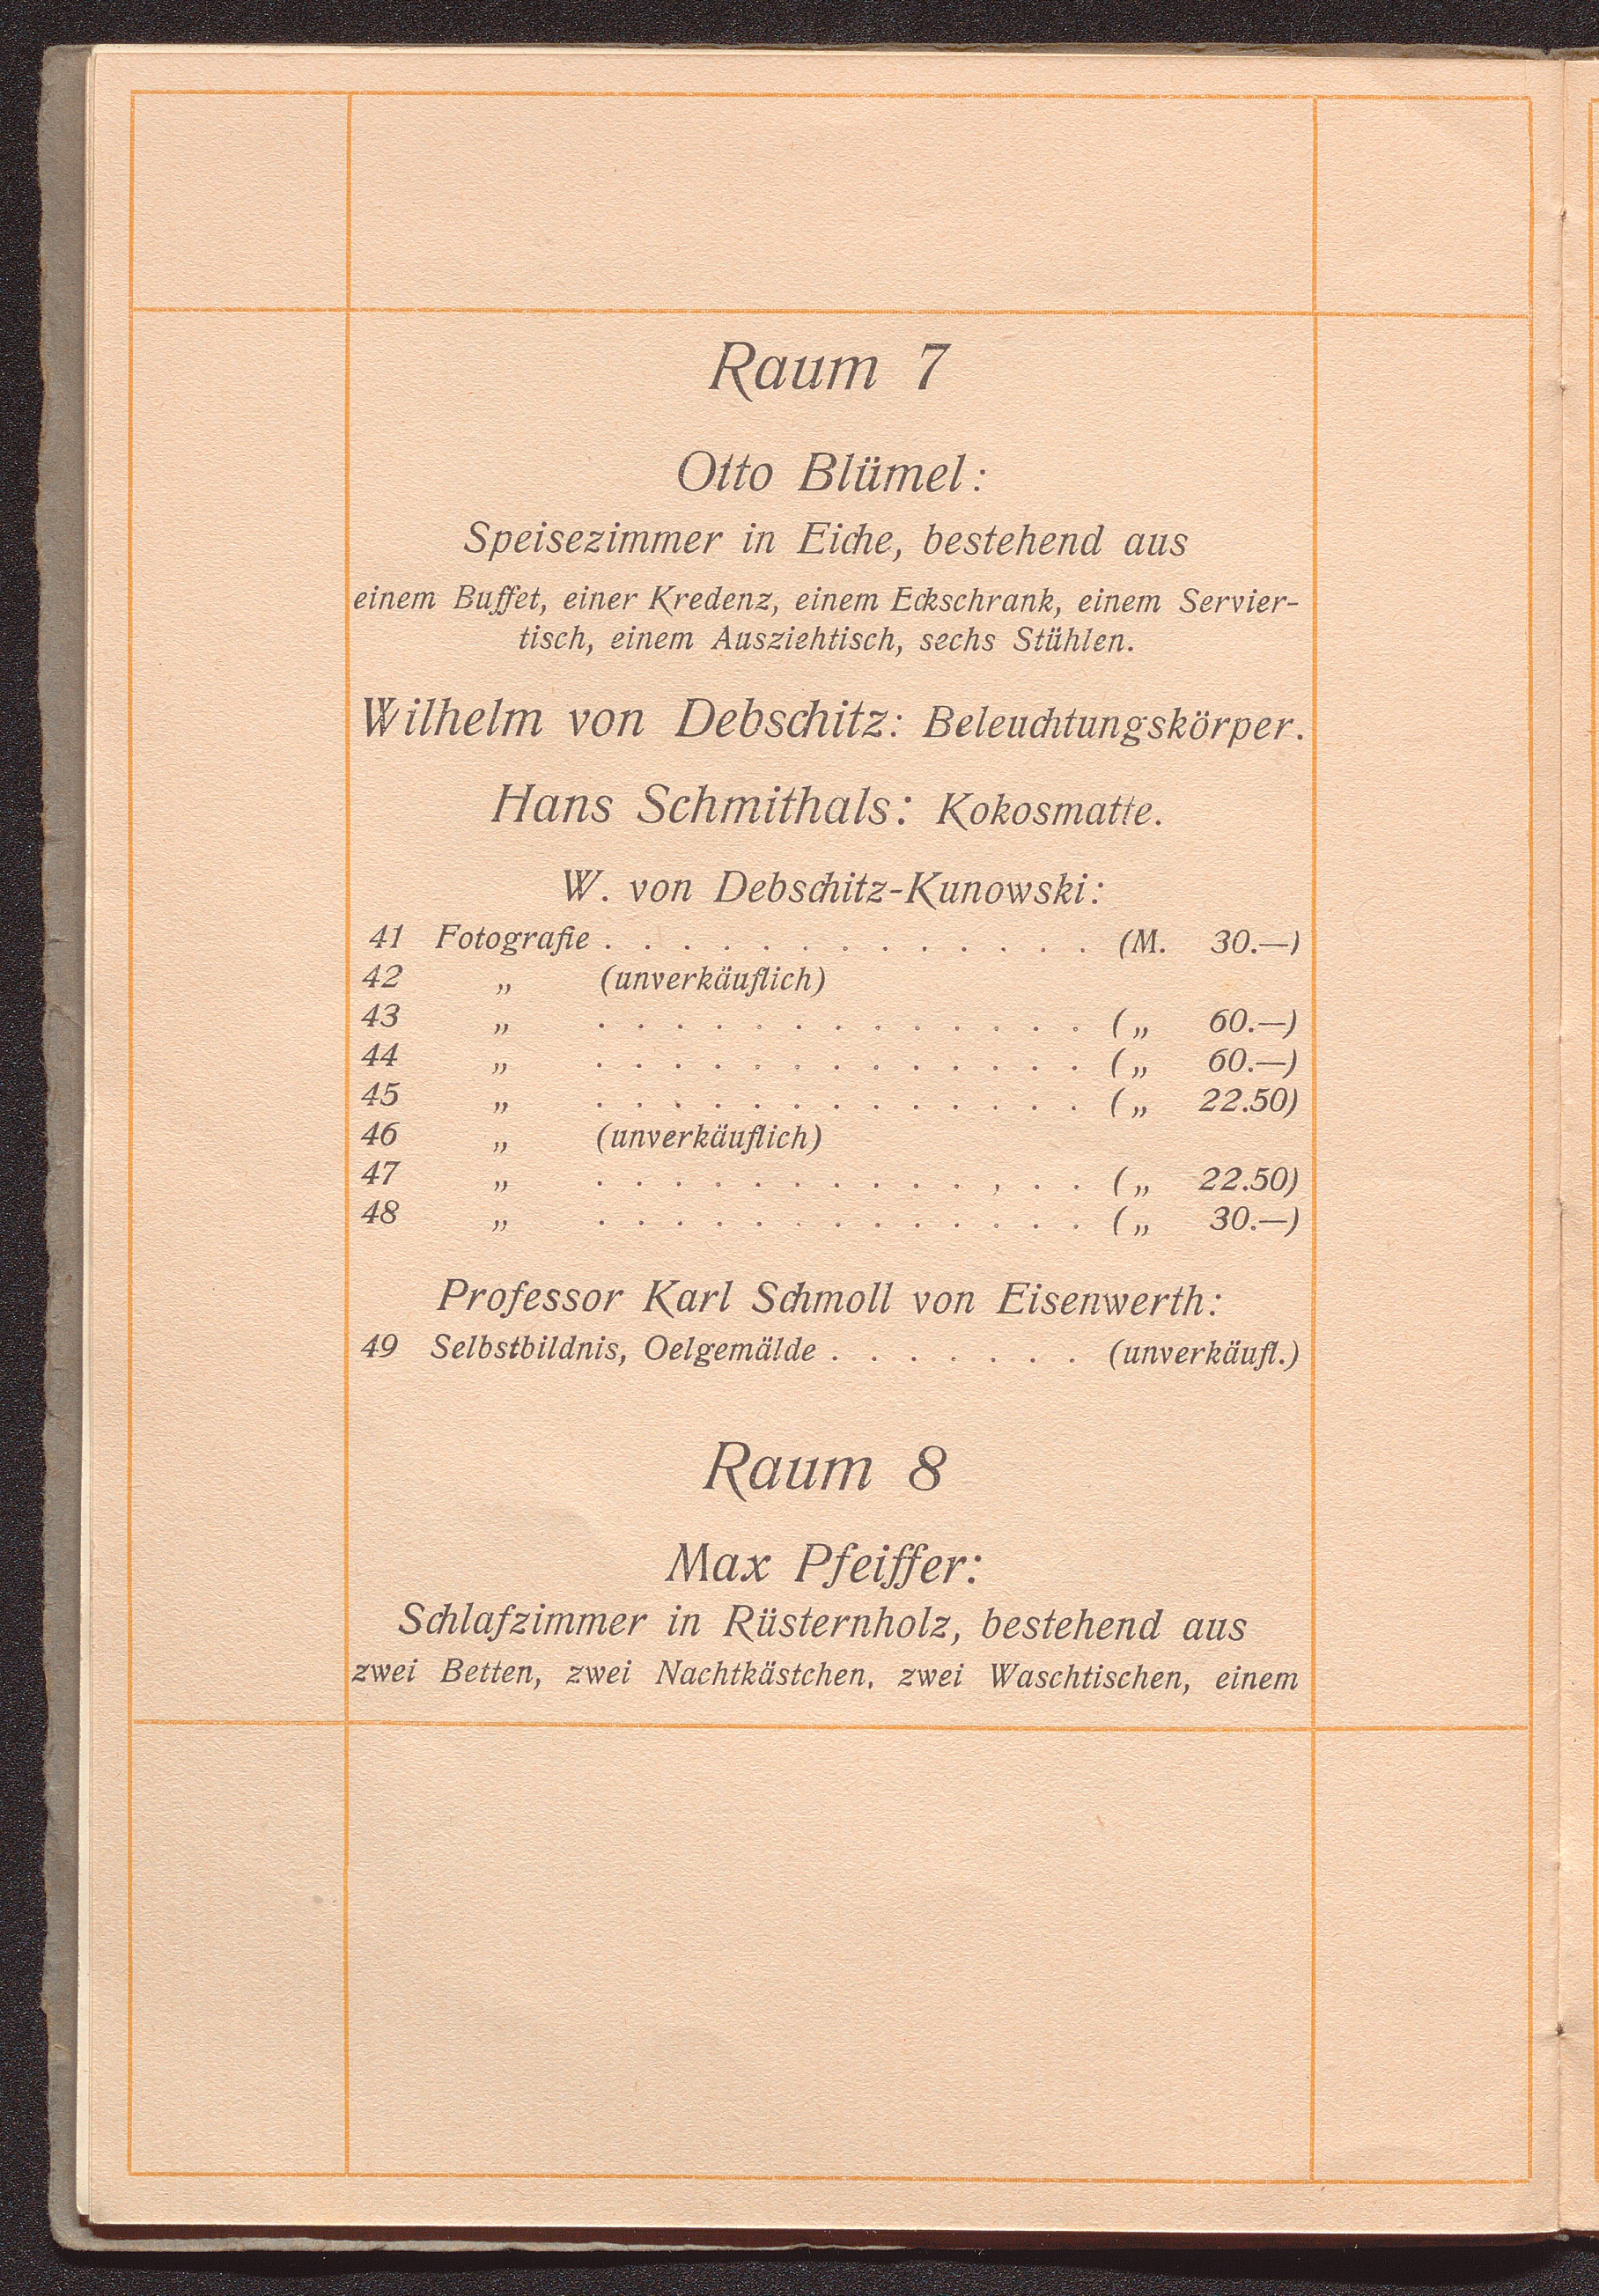 Raum 7
Otto Blümel:
Speisezimmer in Eiche, bestehend aus
einem Buffet, einer Kredenz, einem Eckschrank, einem Servier-
tisch, einem Ausziehtisch, sechs Stühlen.
Wilhelm von Debschitz: Beleuchtungskörper.
Hans Schmithals: Kokosmatte.
W. von Debschitz-Kunowski:
41 Fotografie . . . . . . . . . . . . . (M. 30.—)
42 „ (unverkäuflich)
43 „ . . . . . . . . . . . . . („ 60.—)
44 „ . . . . . . . . . . . . . („ 60.—)
45 „ . . . . . . . . . . . . . („ 22.50)
46 „ (unverkäuflich)
47 „ . . . . . . . . . . , . . („ 22.50)
48 „ . . . . . . . . . . . . . („ 30.—)
Professor Karl Schmoll von Eisenwerth:
49 Selbstbildnis, Oelgemälde . . . . . . . (unverkäufl.)
Raum 8
Max Pfeiffer:
Schlafzimmer in Rüsternholz, bestehend aus
zwei Betten, zwei Nachtkästchen, zwei Waschtischen, einem